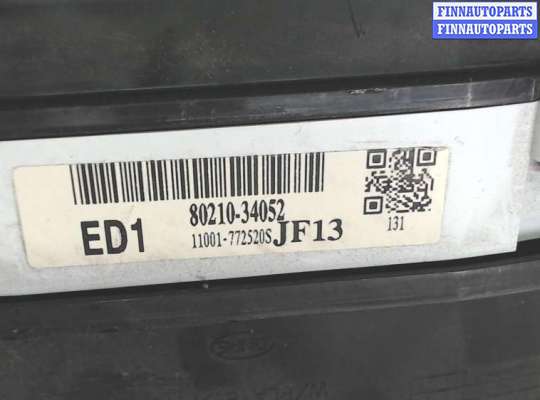 FINNAUTOPARTS
FINNAUTOPARTS
80210-34052
ED1
11001-772520S JF13
131